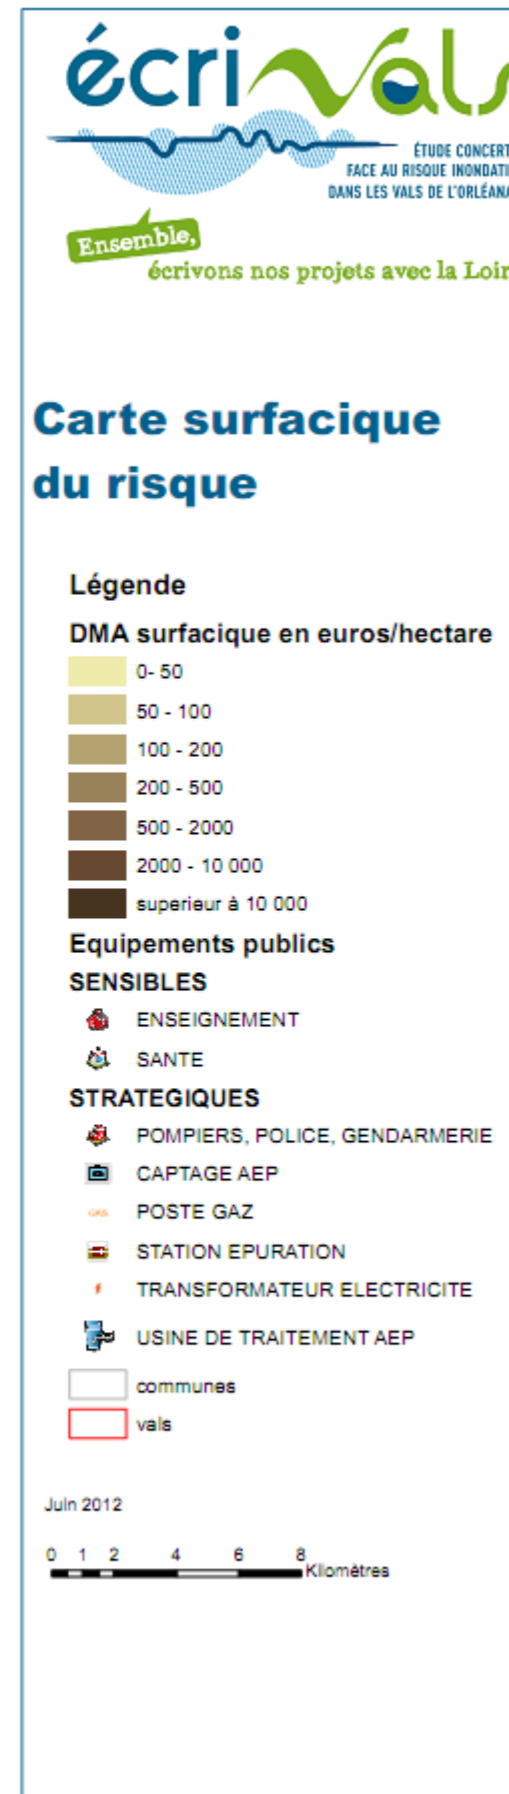 écrivals
ÉTUDE CONCERT
FACE AU RISQUE INONDATI
DANS LES VALS DE L'ORLÉANA
Ensemble,
écrivons nos projets avec la Loir
Carte surfacique
du risque
Légende
DMA surfacique en euros/hectare
0- 50
50 - 100
100 - 200
200 - 500
500 - 2000
2000 - 10 000
superieur à 10 000
Equipements publics
SENSIBLES
ENSEIGNEMENT
SANTE
STRATEGIQUES
POMPIERS, POLICE, GENDARMERIE
CAPTAGE AEP
GAS POSTE GAZ
STATION EPURATION
TRANSFORMATEUR ELECTRICITE
USINE DE TRAITEMENT AEP
communes
vals
Juin 2012
0 1 2 4 6 8
Kilomètres